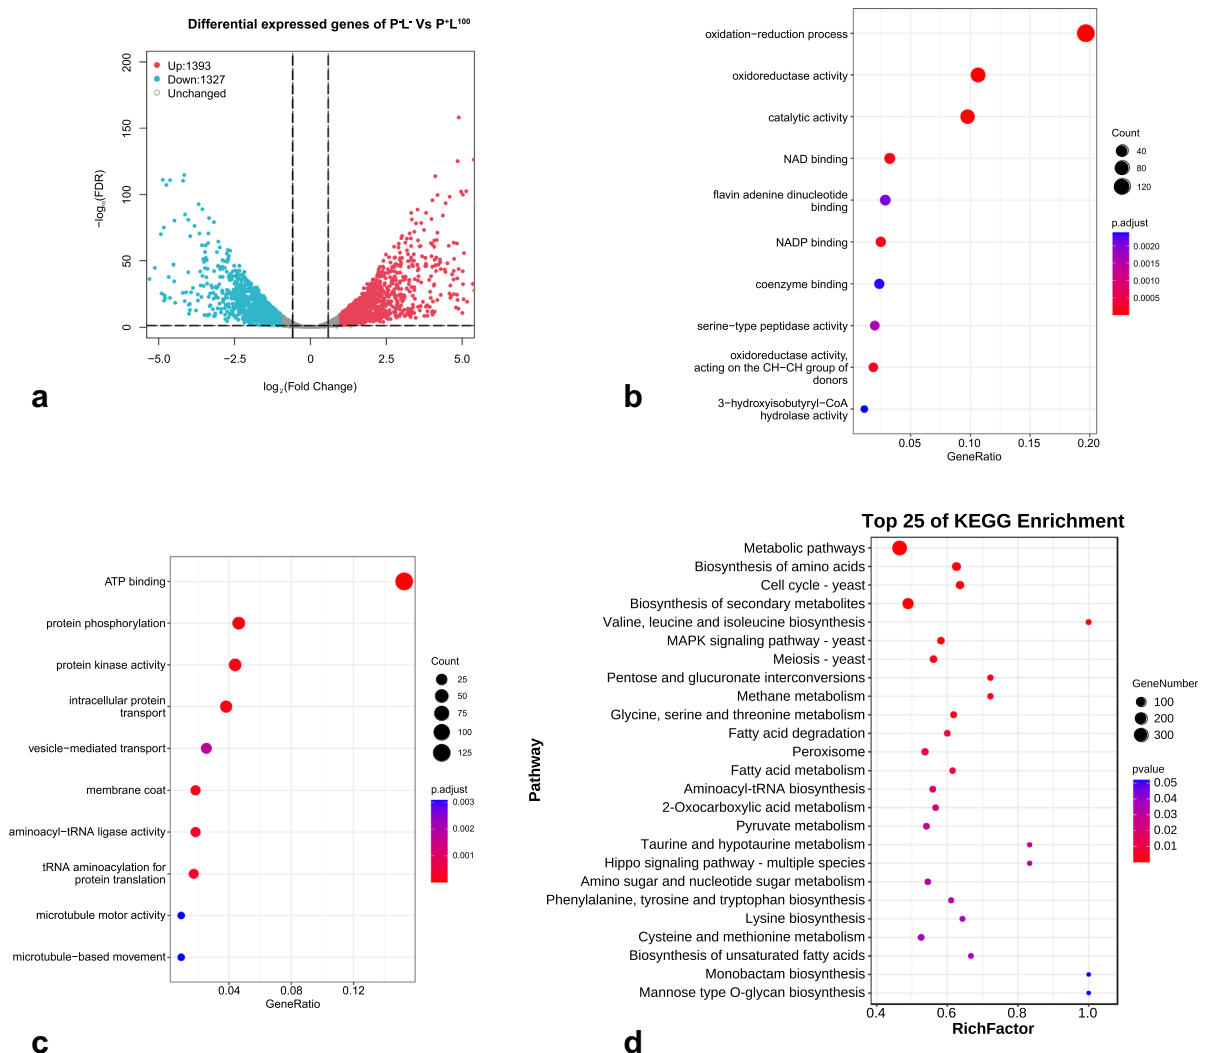 Differential expressed genes of P-L- Vs P+L100
Up:1393
Down:1327
Unchanged
200
150
100
50
0
−log10(FDR)
−5.0
−2.5
0
2.5
5.0
log2(Fold Change)
a
oxidation−reduction process
oxidoreductase activity
catalytic activity
NAD binding
flavin adenine dinucleotide
binding
NADP binding
coenzyme binding
serine−type peptidase activity
oxidoreductase activity,
acting on the CH−CH group of
donors
3−hydroxyisobutyryl−CoA
hydrolase activity
0.05
0.10
0.15
0.20
GeneRatio
Count
40
80
120
p.adjust
0.0020
0.0015
0.0010
0.0005
b
ATP binding
protein phosphorylation
protein kinase activity
intracellular protein
transport
vesicle−mediated transport
membrane coat
aminoacyl−tRNA ligase activity
tRNA aminoacylation for
protein translation
microtubule motor activity
microtubule−based movement
0.04
0.08
0.12
GeneRatio
Count
25
50
75
100
125
p.adjust
0.003
0.002
0.001
c
Top 25 of KEGG Enrichment
Pathway
Metabolic pathways
Biosynthesis of amino acids
Cell cycle - yeast
Biosynthesis of secondary metabolites
Valine, leucine and isoleucine biosynthesis
MAPK signaling pathway - yeast
Meiosis - yeast
Pentose and glucuronate interconversions
Methane metabolism
Glycine, serine and threonine metabolism
Fatty acid degradation
Peroxisome
Fatty acid metabolism
Aminoacyl-tRNA biosynthesis
2-Oxocarboxylic acid metabolism
Pyruvate metabolism
Taurine and hypotaurine metabolism
Hippo signaling pathway - multiple species
Amino sugar and nucleotide sugar metabolism
Phenylalanine, tyrosine and tryptophan biosynthesis
Lysine biosynthesis
Cysteine and methionine metabolism
Biosynthesis of unsaturated fatty acids
Monobactam biosynthesis
Mannose type O-glycan biosynthesis
0.4
0.6
0.8
1.0
RichFactor
GeneNumber
100
200
300
pvalue
0.05
0.04
0.03
0.02
0.01
d